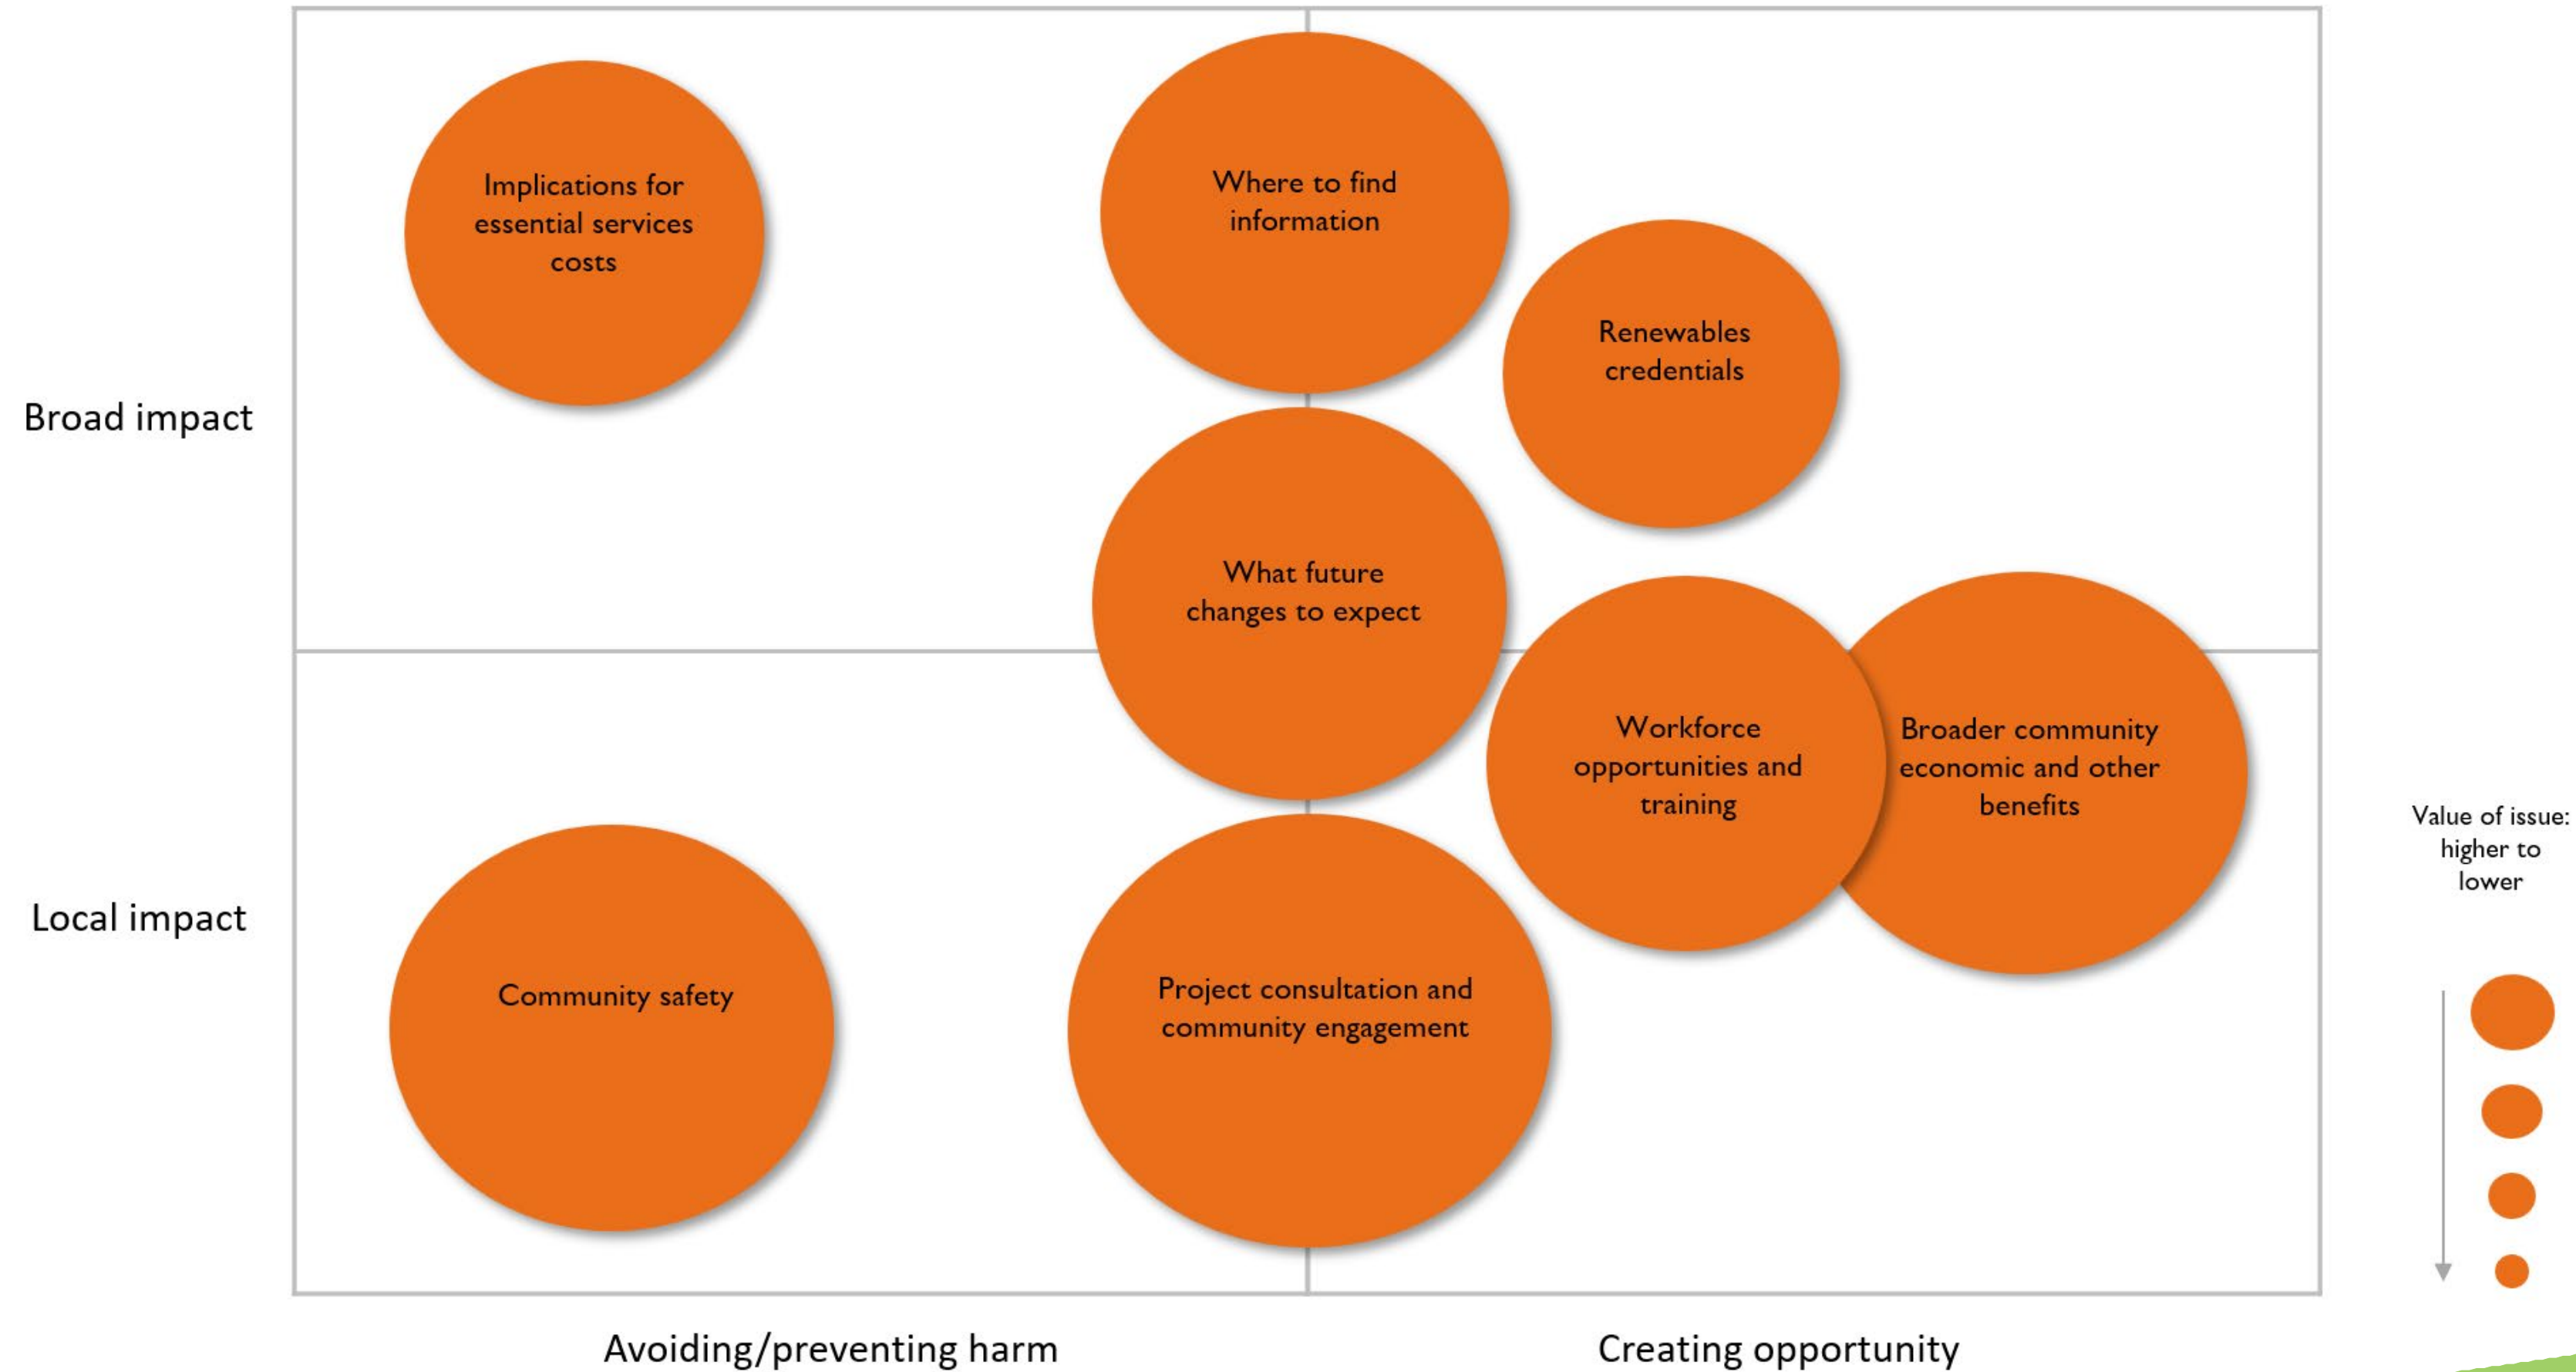 Implications for
essential services
costs
Where to find
information
Renewables
credentials
Broad impact
What future
changes to expect
Workforce
opportunities and
training
Broader community
economic and other
benefits
Local impact
Community safety
Project consultation and
community engagement
Value of issue:
higher to
lower
Avoiding/preventing harm
Creating opportunity